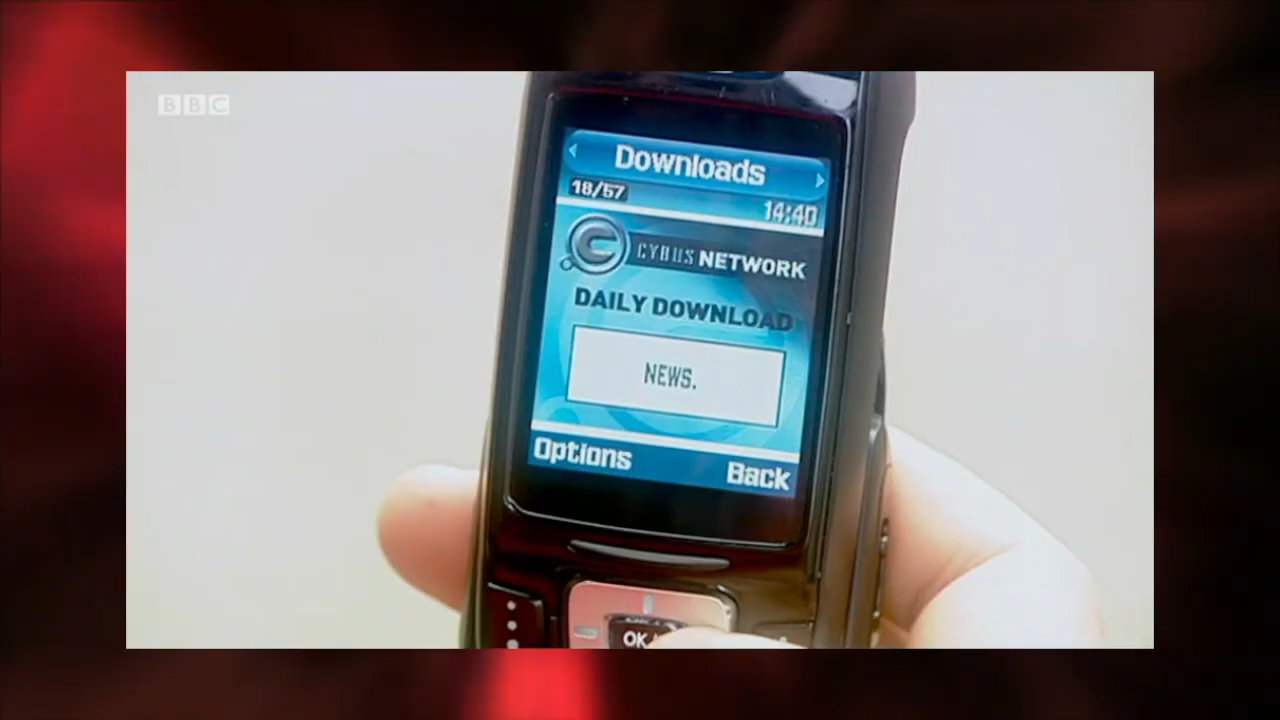 BBC
Downloads
18/57
14:40
CYBUS NETWORK
DAILY DOWNLOAD
NEWS.
Options
Back
OK